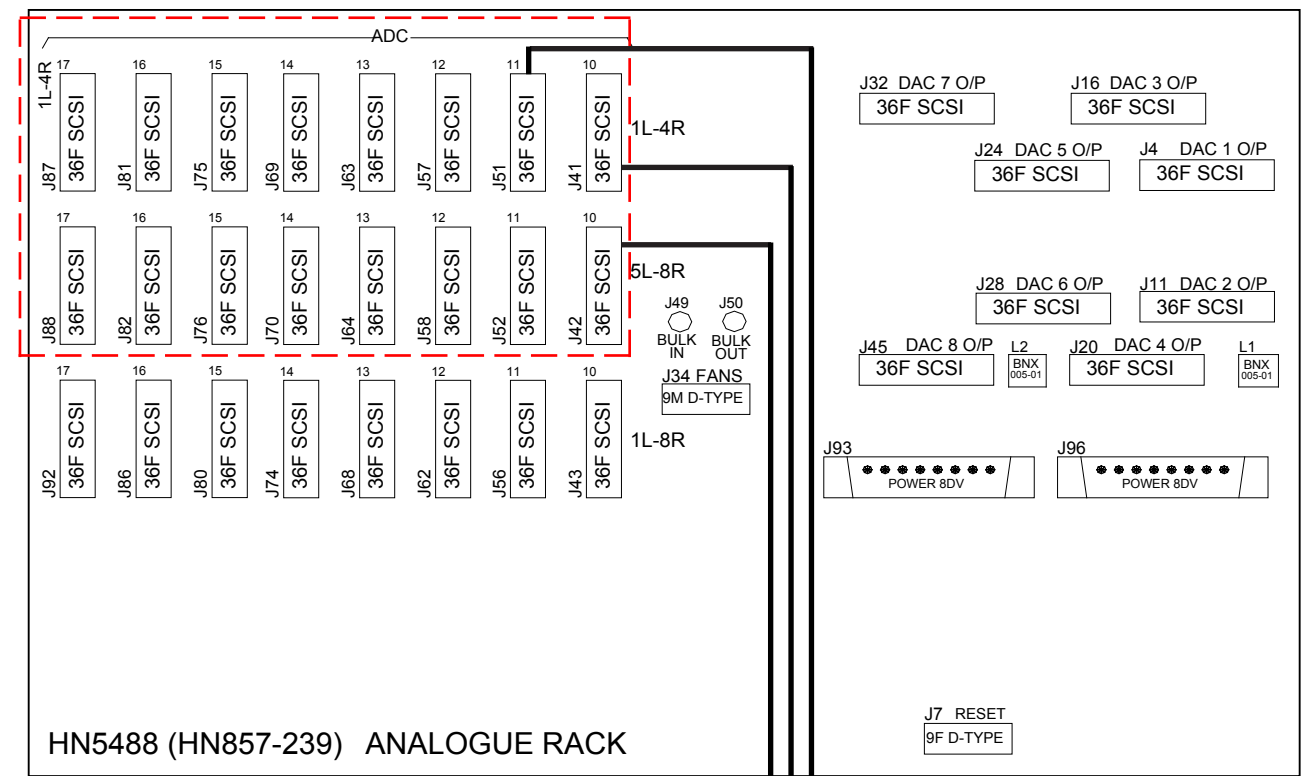 ADC
1L-4R
17 16 15 14 13 12 11 10
J87 36F SCSI J81 36F SCSI J75 36F SCSI J69 36F SCSI J63 36F SCSI J57 36F SCSI J51 36F SCSI J41 36F SCSI
1L-4R
17 16 15 14 13 12 11 10
J88 36F SCSI J82 36F SCSI J76 36F SCSI J70 36F SCSI J64 36F SCSI J58 36F SCSI J52 36F SCSI J42 36F SCSI
5L-8R
17 16 15 14 13 12 11 10
J92 36F SCSI J86 36F SCSI J80 36F SCSI J74 36F SCSI J68 36F SCSI J62 36F SCSI J56 36F SCSI J43 36F SCSI
1L-8R
J49 J50
BULK IN
BULK OUT
J34 FANS
9M D-TYPE
J32 DAC 7 O/P
36F SCSI
J16 DAC 3 O/P
36F SCSI
J24 DAC 5 O/P
36F SCSI
J4 DAC 1 O/P
36F SCSI
J28 DAC 6 O/P
36F SCSI
J11 DAC 2 O/P
36F SCSI
J45 DAC 8 O/P
36F SCSI
L2
BNX
005-01
J20 DAC 4 O/P
36F SCSI
L1
BNX
005-01
J93
POWER 8DV
J96
POWER 8DV
J7 RESET
9F D-TYPE
HN5488 (HN857-239) ANALOGUE RACK